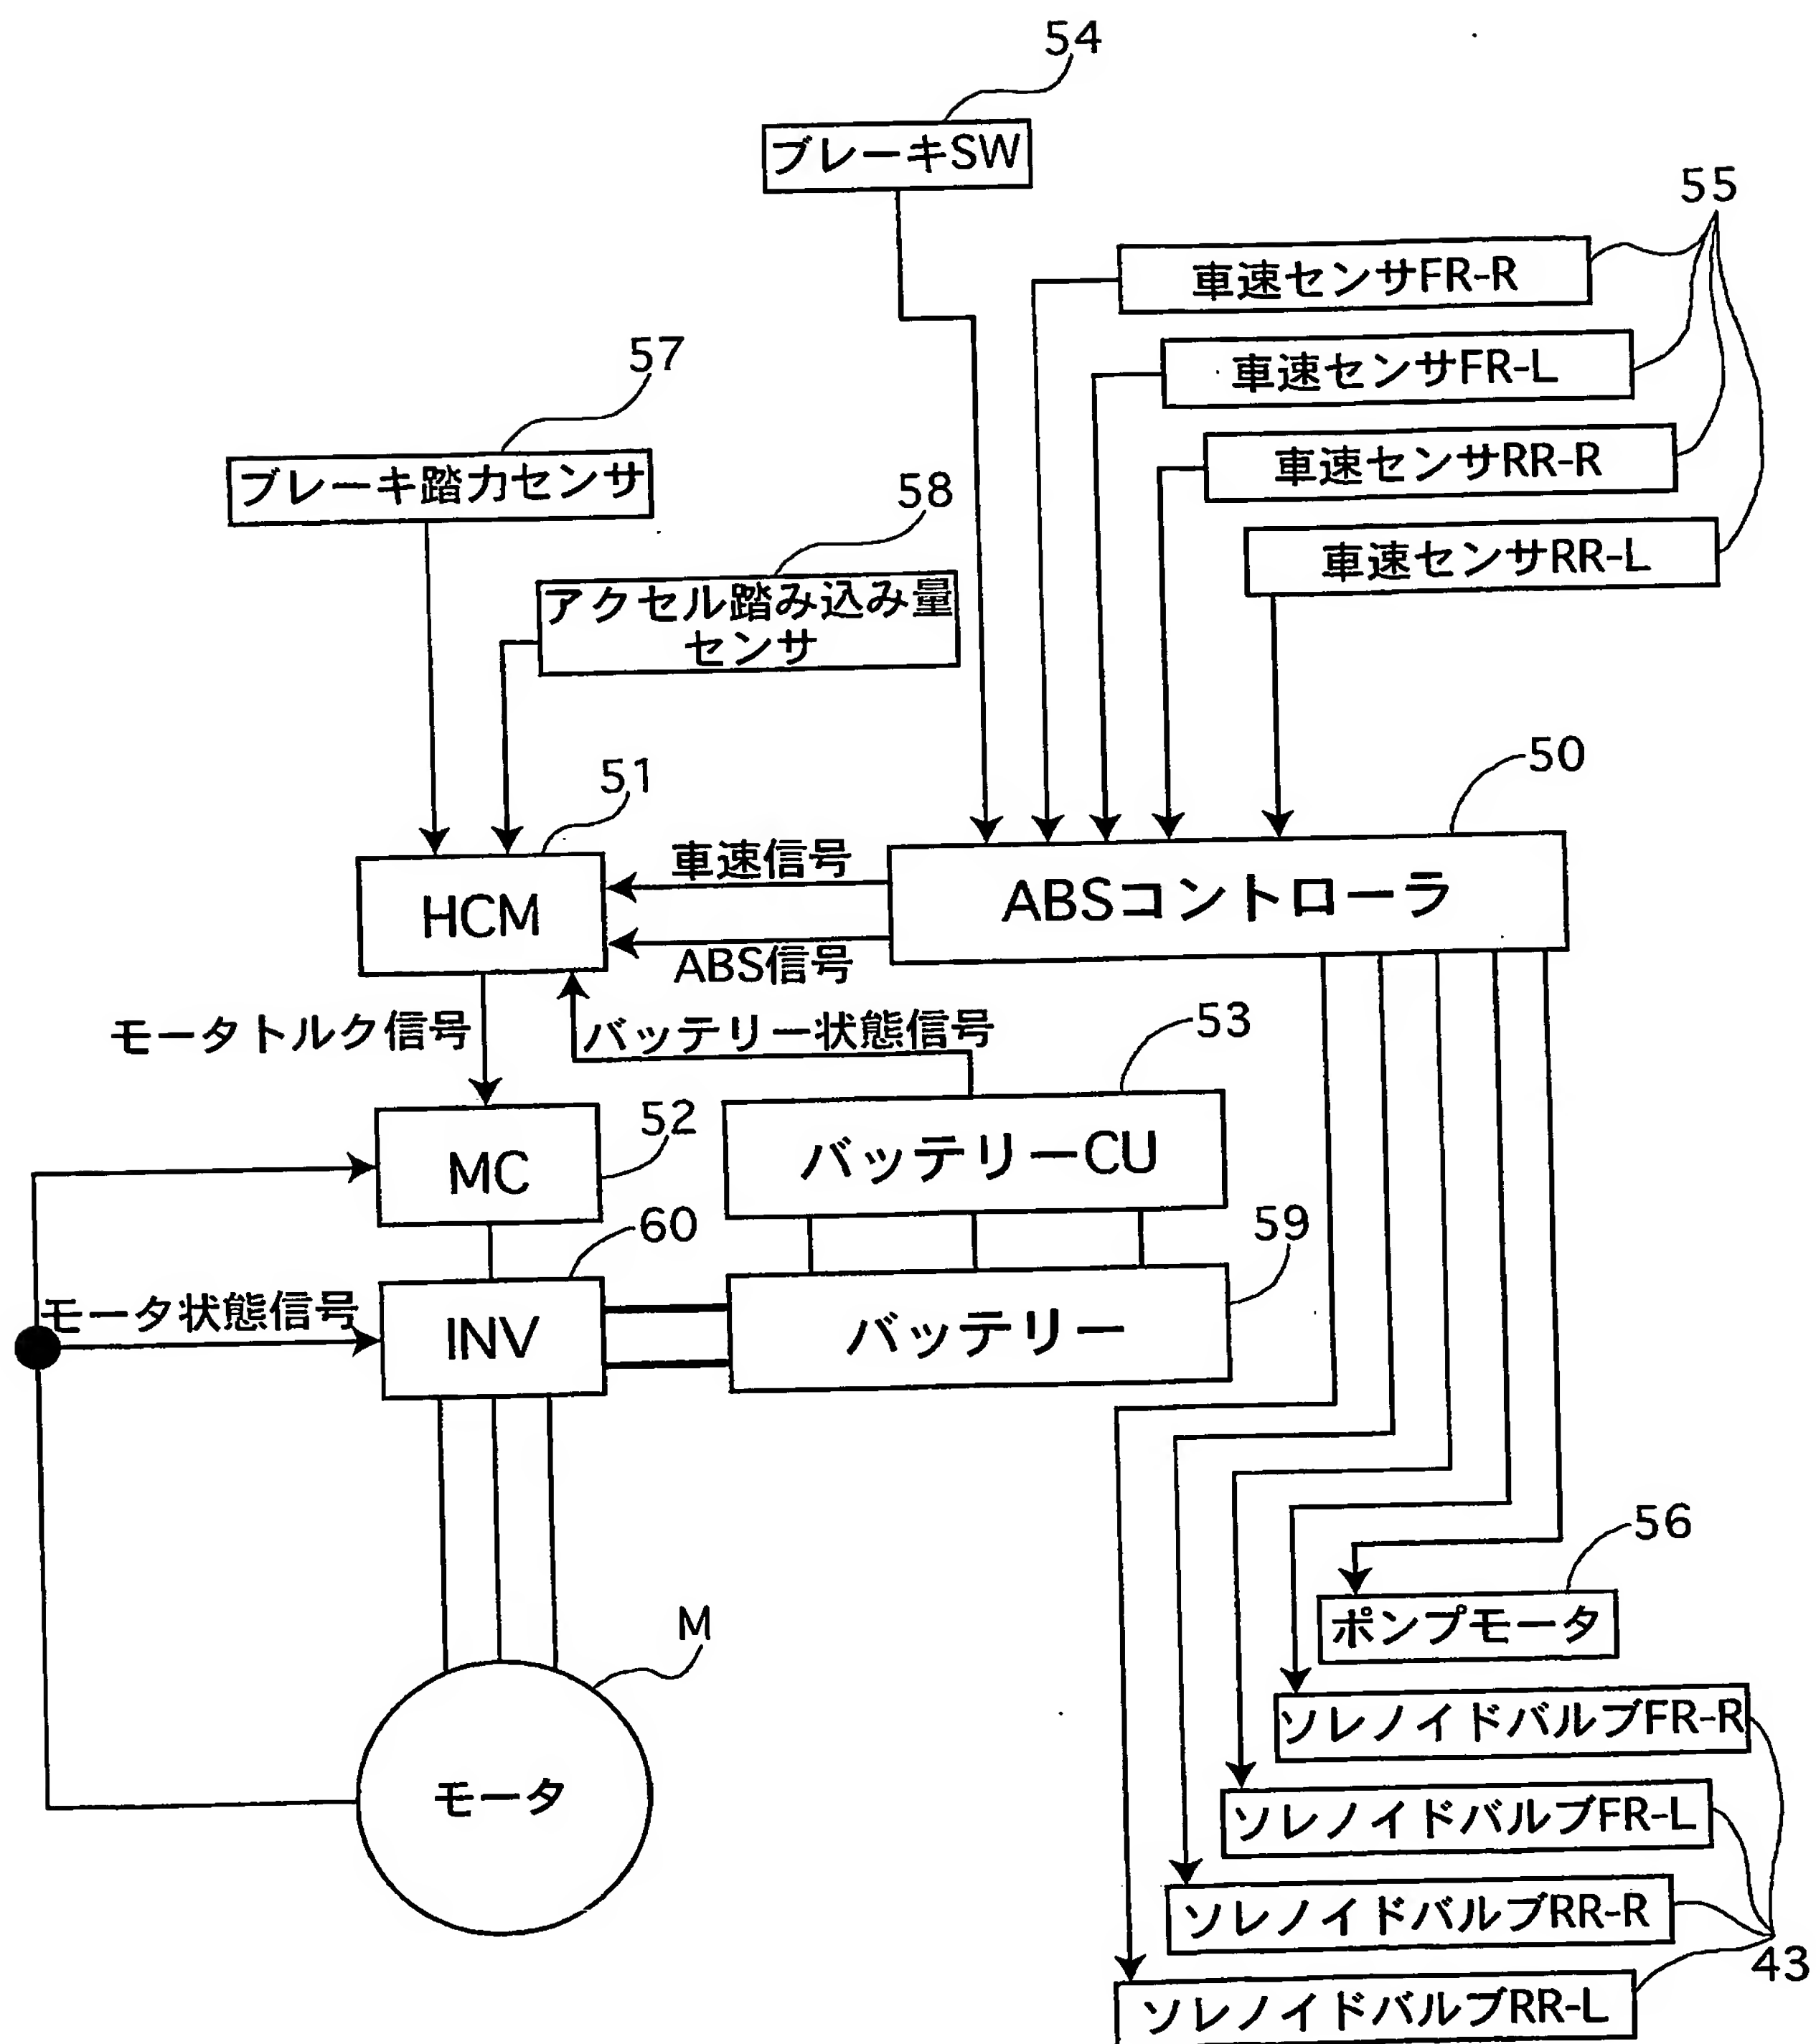 54
ブレーキSW
55
車速センサFR-R
車速センサFR-L
車速センサRR-R
車速センサRR-L
57
ブレーキ踏力センサ
58
アクセル踏み込み量
センサ
51
50
HCM
車速信号
ABS信号
ABSコントローラ
モータトルク信号
バッテリー状態信号
53
52
MC
バッテリーCU
60
59
モータ状態信号
INV
バッテリー
56
ポンプモータ
M
モータ
ソレノイドバルブFR-R
ソレノイドバルブFR-L
ソレノイドバルブRR-R
ソレノイドバルブRR-L
43